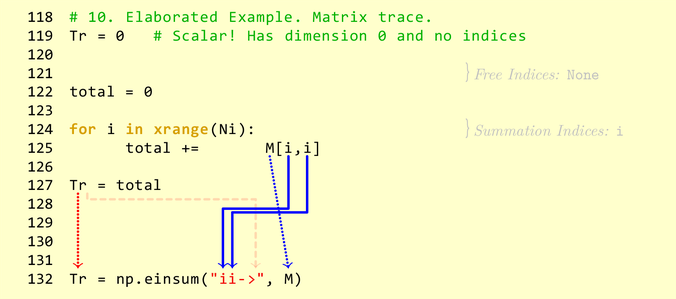 118 # 10. Elaborated Example. Matrix trace.
119 Tr = 0   # Scalar! Has dimension 0 and no indices
120
121 } Free Indices: None
122 total = 0
123
124 for i in xrange(Ni): } Summation Indices: i
125       total +=       M[i,i]
126
127 Tr = total
128
129
130
131
132 Tr = np.einsum("ii->", M)